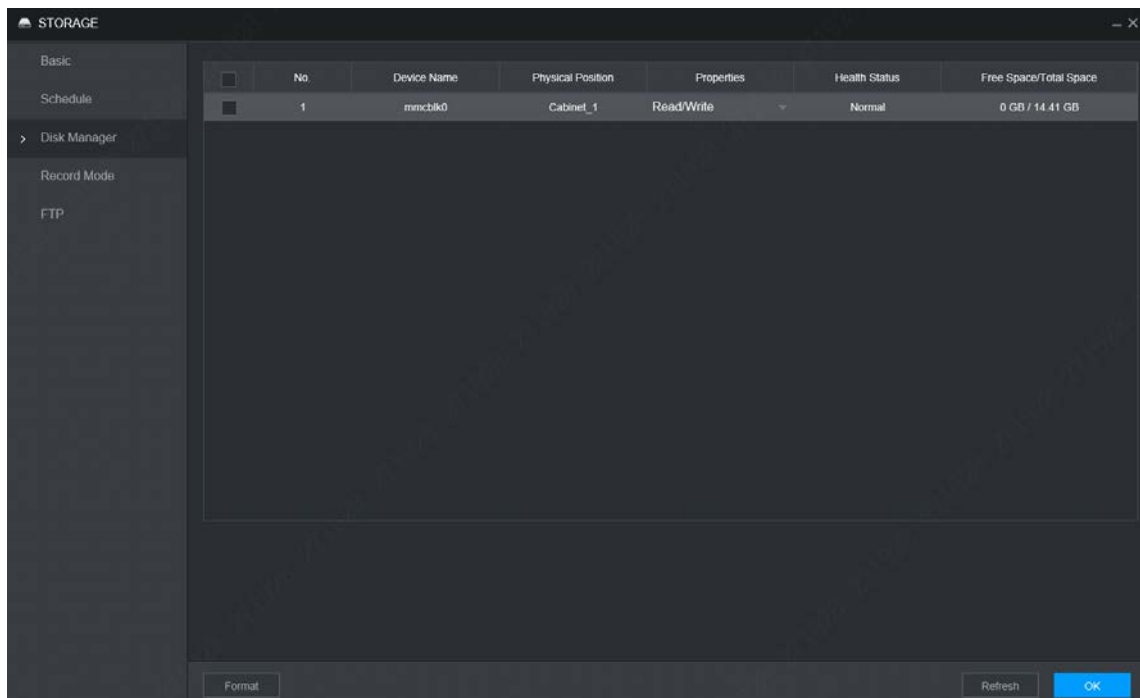 STORAGE
Basic
Schedule
Disk Manager
Record Mode
FTP
No. Device Name Physical Position Properties Health Status Free Space/Total Space
1 mmcblk0 Cabinet_1 Read/Write Normal 0 GB / 14.41 GB
Format Refresh OK